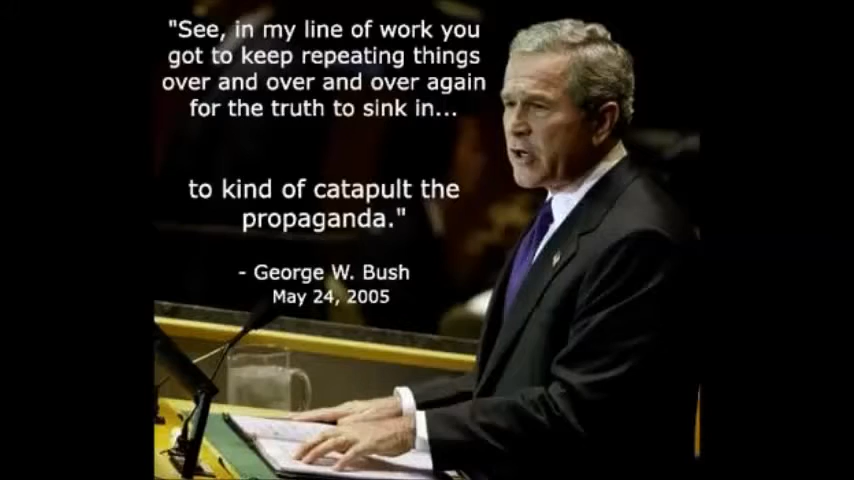 "See, in my line of work you
got to keep repeating things
over and over and over again
for the truth to sink in...
to kind of catapult the
propaganda."
- George W. Bush
May 24, 2005